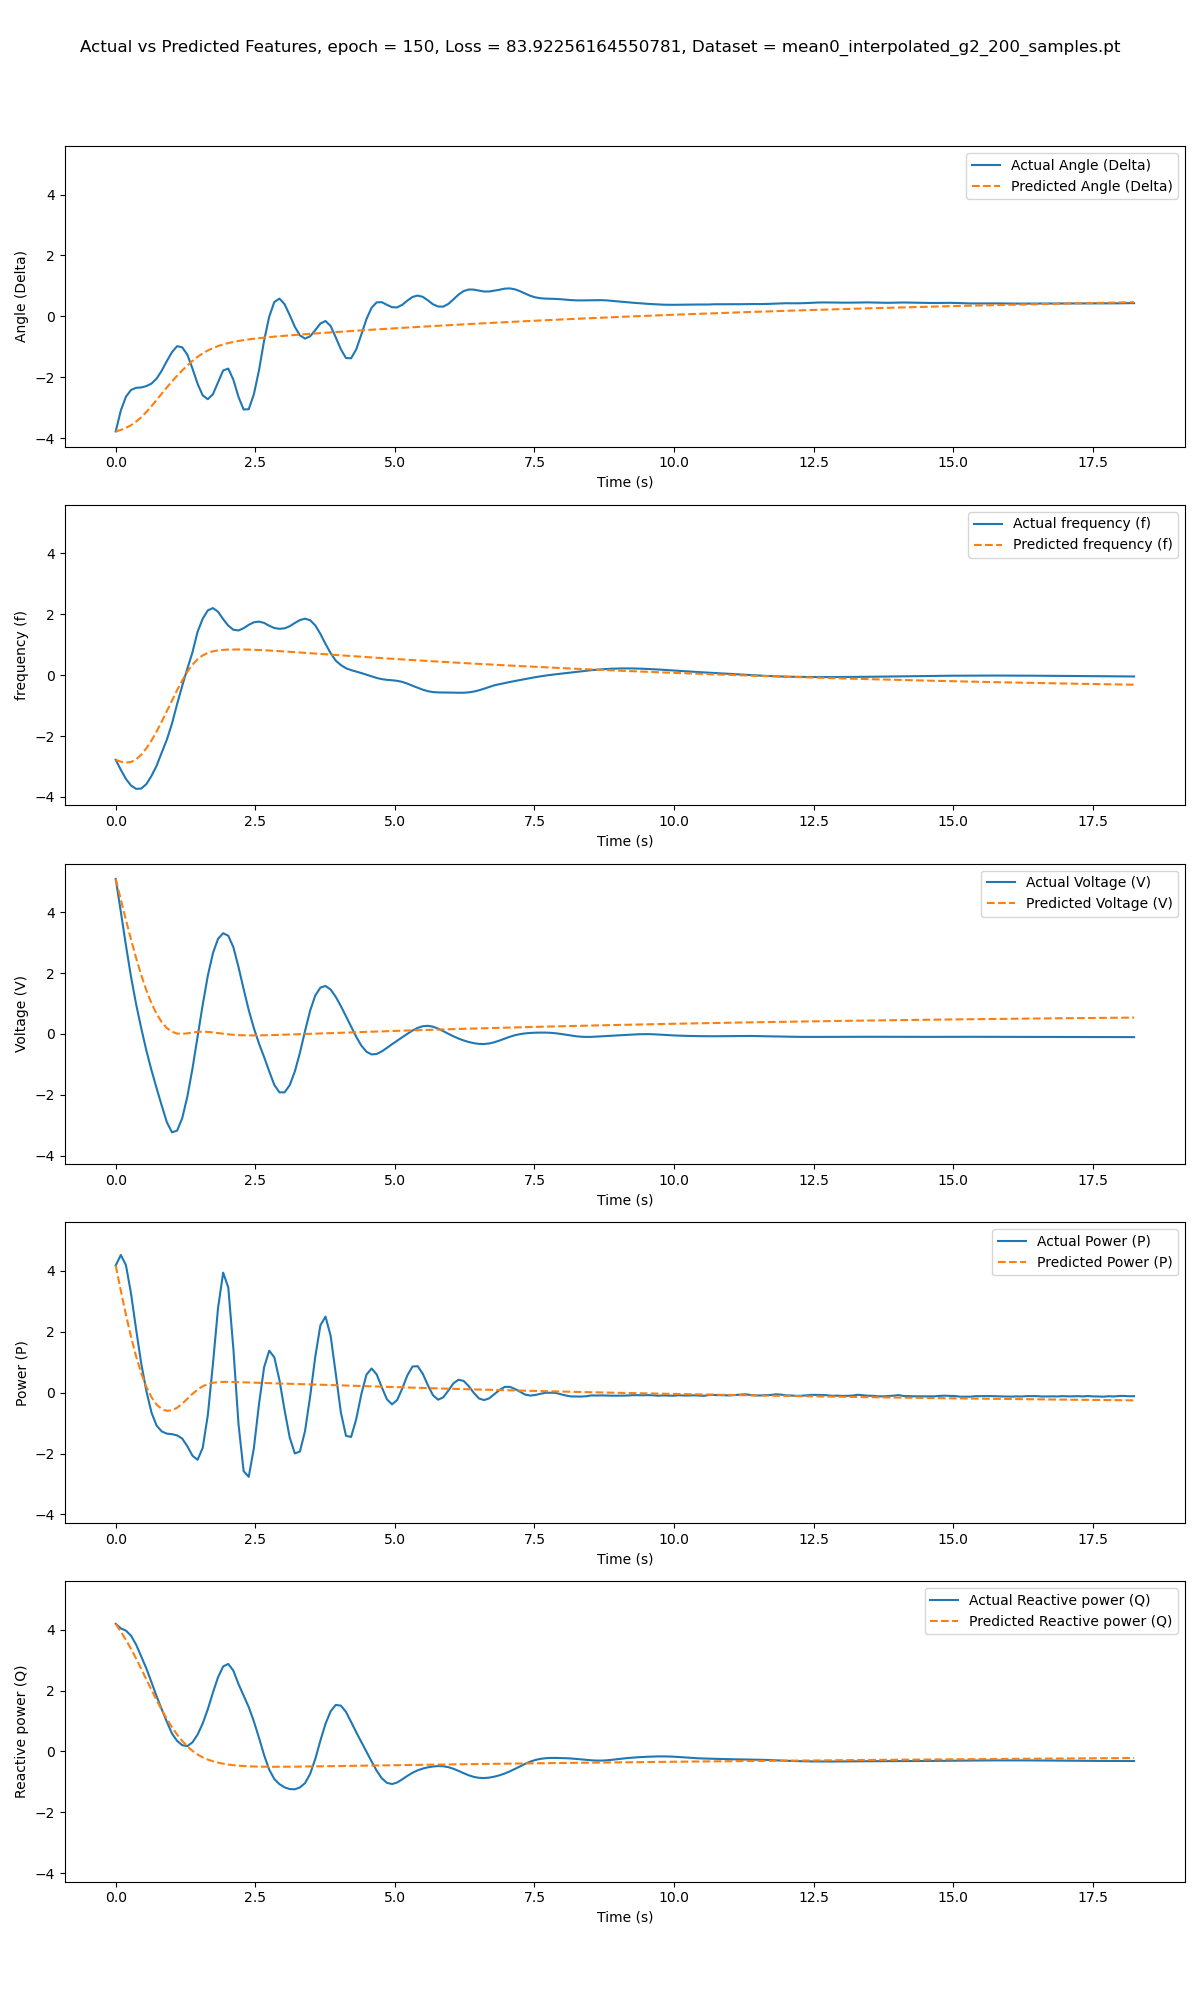 Actual vs Predicted Features, epoch = 150, Loss = 83.92256164550781, Dataset = mean0_interpolated_g2_200_samples.pt
Actual Angle (Delta)
Predicted Angle (Delta)
Angle (Delta)
4
2
0
−2
−4
0.0 2.5 5.0 7.5 10.0 12.5 15.0 17.5
Time (s)
Actual frequency (f)
Predicted frequency (f)
frequency (f)
4
2
0
−2
−4
0.0 2.5 5.0 7.5 10.0 12.5 15.0 17.5
Time (s)
Actual Voltage (V)
Predicted Voltage (V)
Voltage (V)
4
2
0
−2
−4
0.0 2.5 5.0 7.5 10.0 12.5 15.0 17.5
Time (s)
Actual Power (P)
Predicted Power (P)
Power (P)
4
2
0
−2
−4
0.0 2.5 5.0 7.5 10.0 12.5 15.0 17.5
Time (s)
Actual Reactive power (Q)
Predicted Reactive power (Q)
Reactive power (Q)
4
2
0
−2
−4
0.0 2.5 5.0 7.5 10.0 12.5 15.0 17.5
Time (s)